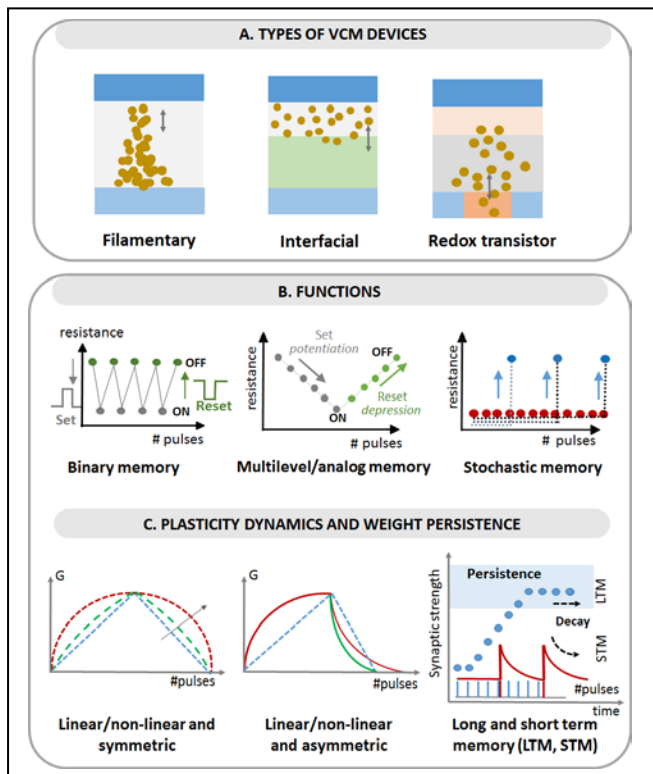 A. TYPES OF VCM DEVICES
Filamentary
Interfacial
Redox transistor
B. FUNCTIONS
resistance
OFF
ON
Set
Reset
# pulses
Binary memory
resistance
Set
potentiation
OFF
ON
Reset
depression
# pulses
Multilevel/analog memory
resistance
# pulses
Stochastic memory
C. PLASTICITY DYNAMICS AND WEIGHT PERSISTENCE
G
#pulses
Linear/non-linear and
symmetric
G
#pulses
Linear/non-linear
and asymmetric
Synaptic strength
Persistence
LTM
Decay
STM
#pulses
time
Long and short term
memory (LTM, STM)